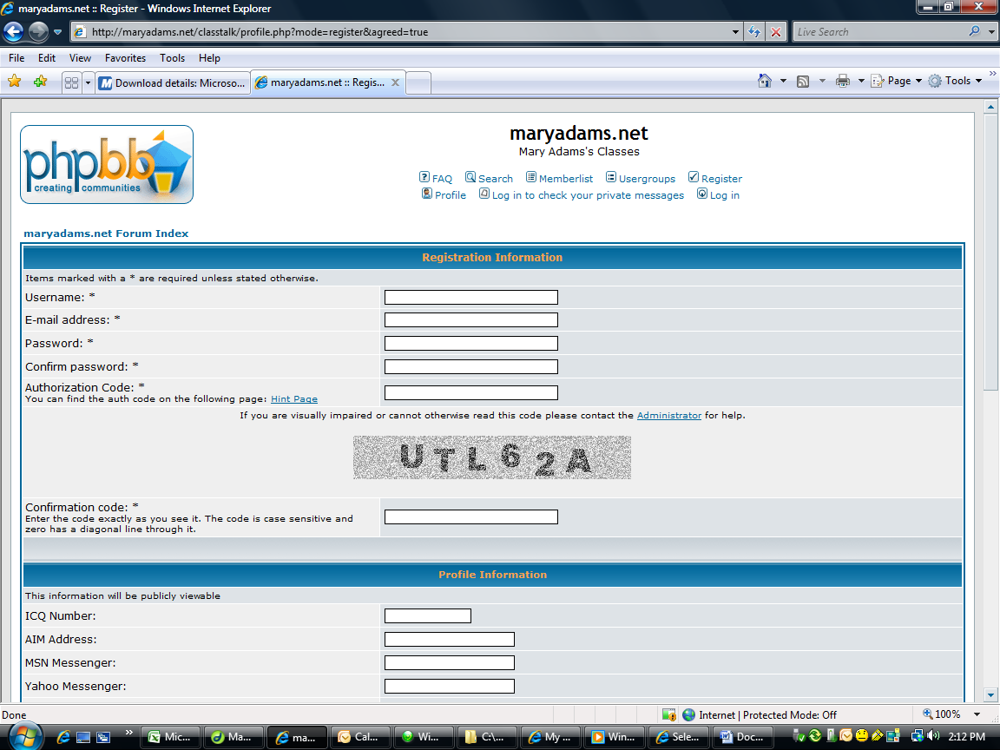 maryadams.net :: Register - Windows Internet Explorer
http://maryadams.net/classtalk/profile.php?mode=register&agreed=true
Live Search
File Edit View Favorites Tools Help
Download details: Microso... maryadams.net :: Regis... Page Tools
phpbb
creating communities
maryadams.net
Mary Adams's Classes
FAQ Search Memberlist Usergroups Register
Profile Log in to check your private messages Log in
maryadams.net Forum Index
Registration Information
Items marked with a * are required unless stated otherwise.
Username: *
E-mail address: *
Password: *
Confirm password: *
Authorization Code: *
You can find the auth code on the following page: Hint Page
If you are visually impaired or cannot otherwise read this code please contact the Administrator for help.
UTL62A
Confirmation code: *
Enter the code exactly as you see it. The code is case sensitive and
zero has a diagonal line through it.
Profile Information
This information will be publicly viewable
ICQ Number:
AIM Address:
MSN Messenger:
Yahoo Messenger:
Done Internet | Protected Mode: Off 100%
Mic... Ma... ma... Cal... Wi... C:\... My ... Win... Sele... Doc... 2:12 PM